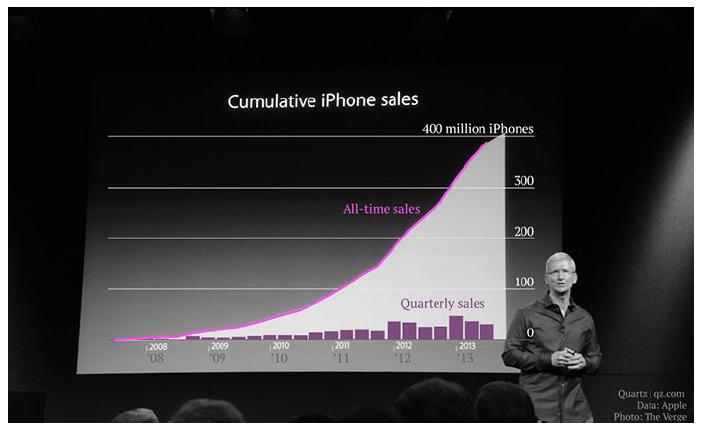 Cumulative iPhone sales
400 million iPhones
300
All-time sales
200
100
Quarterly sales
0
2008 2009 2010 2011 2012 2013
'08 '09 '10 '11 '12 '13
Quartz | qz.com
Data: Apple
Photo: The Verge